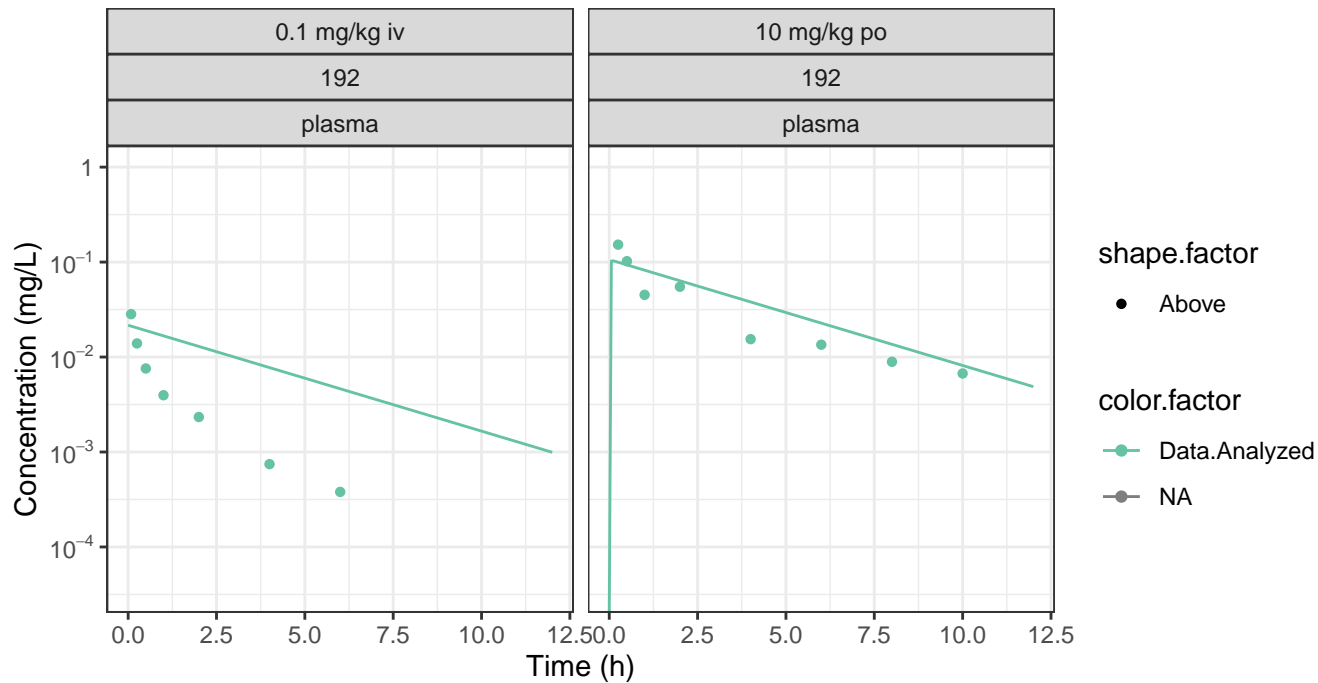 0.1 mg/kg iv
10 mg/kg po
192
192
plasma
plasma
1
10⁻¹
10⁻²
10⁻³
10⁻⁴
Concentration (mg/L)
0.0 2.5 5.0 7.5 10.0 12.5
0.0 2.5 5.0 7.5 10.0 12.5
Time (h)
shape.factor
Above
color.factor
Data.Analyzed
NA